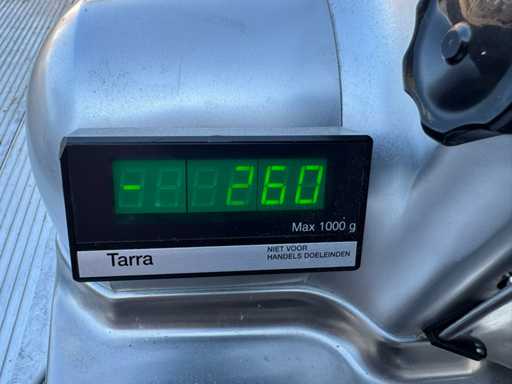 - 260
Max 1000 g
Tarra
NIET VOOR
HANDELS DOELEINDEN